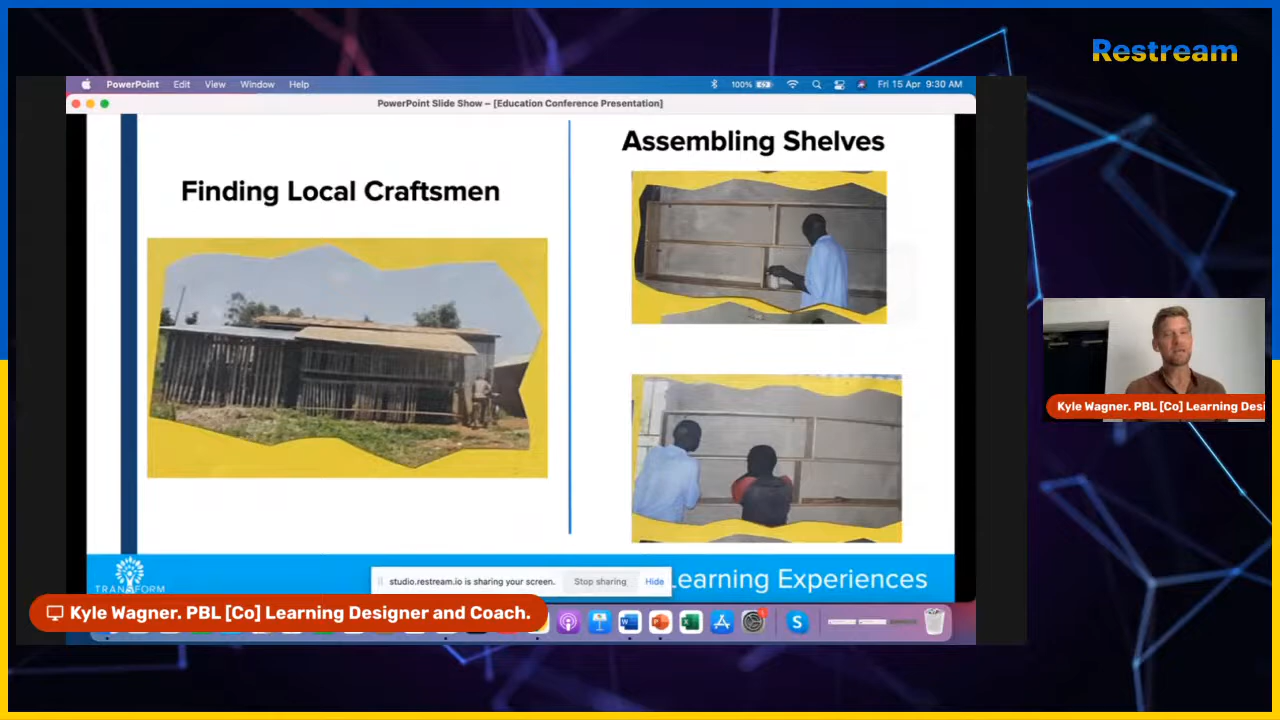 Restream
PowerPoint Edit View Window Help 100% Fri 15 Apr 9:30 AM
PowerPoint Slide Show – [Education Conference Presentation]
Finding Local Craftsmen
Assembling Shelves
Kyle Wagner. PBL [Co] Learning Desi
TRANSFORM
studio.restream.io is sharing your screen. Stop sharing Hide
earning Experiences
Kyle Wagner. PBL [Co] Learning Designer and Coach.